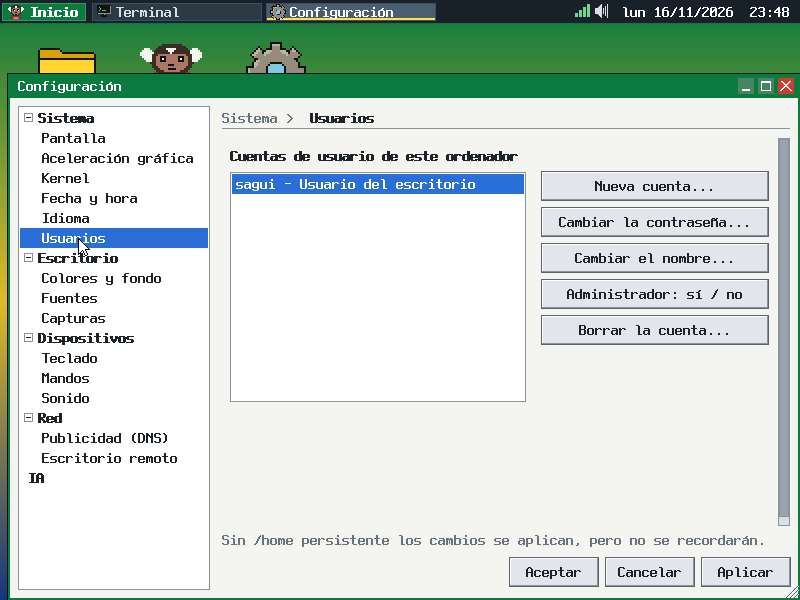 Inicio
Terminal
Configuración
lun 16/11/2026 23:48
Configuración
Sistema
Pantalla
Aceleración gráfica
Kernel
Fecha y hora
Idioma
Usuarios
Escritorio
Colores y fondo
Fuentes
Capturas
Dispositivos
Teclado
Mandos
Sonido
Red
Publicidad (DNS)
Escritorio remoto
IA
Sistema > Usuarios
Cuentas de usuario de este ordenador
sagui - Usuario del escritorio
Nueva cuenta...
Cambiar la contraseña...
Cambiar el nombre...
Administrador: sí / no
Borrar la cuenta...
Sin /home persistente los cambios se aplican, pero no se recordarán.
Aceptar
Cancelar
Aplicar